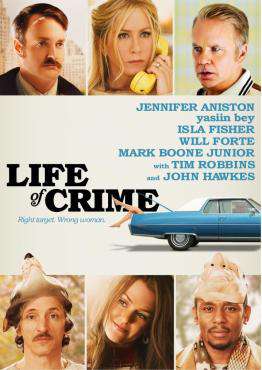 JENNIFER ANISTON
yasiin bey
ISLA FISHER
WILL FORTE
MARK BOONE JUNIOR
with TIM ROBBINS
and JOHN HAWKES
LIFE
of CRIME
Right target. Wrong woman.